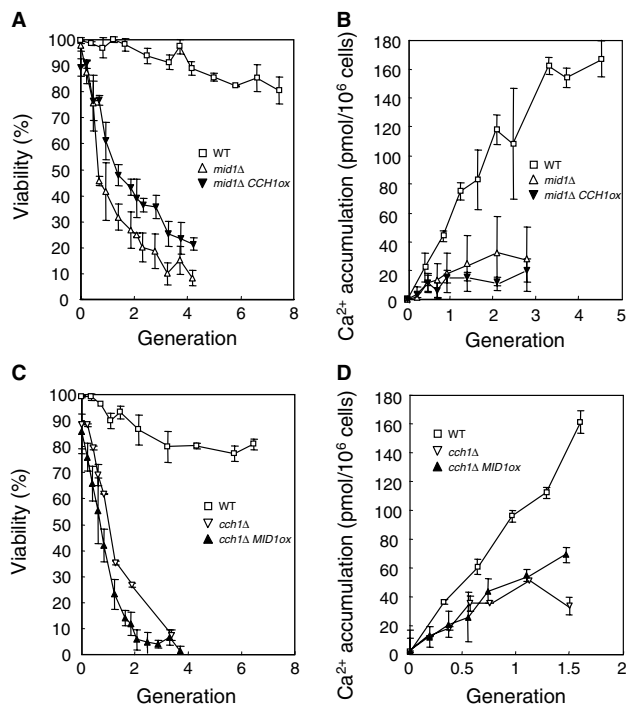 A
100
90
80
70
60
50
40
30
20
10
0
Viability (%)
WT
mid1Δ
mid1Δ CCH1ox
0 2 4 6 8
Generation
B
180
160
140
120
100
80
60
40
20
0
Ca²⁺ accumulation (pmol/10⁶ cells)
WT
mid1Δ
mid1Δ CCH1ox
0 1 2 3 4 5
Generation
C
100
90
80
70
60
50
40
30
20
10
0
Viability (%)
WT
cch1Δ
cch1Δ MID1ox
0 2 4 6 8
Generation
D
180
160
140
120
100
80
60
40
20
0
Ca²⁺ accumulation (pmol/10⁶ cells)
WT
cch1Δ
cch1Δ MID1ox
0 0.5 1 1.5 2
Generation